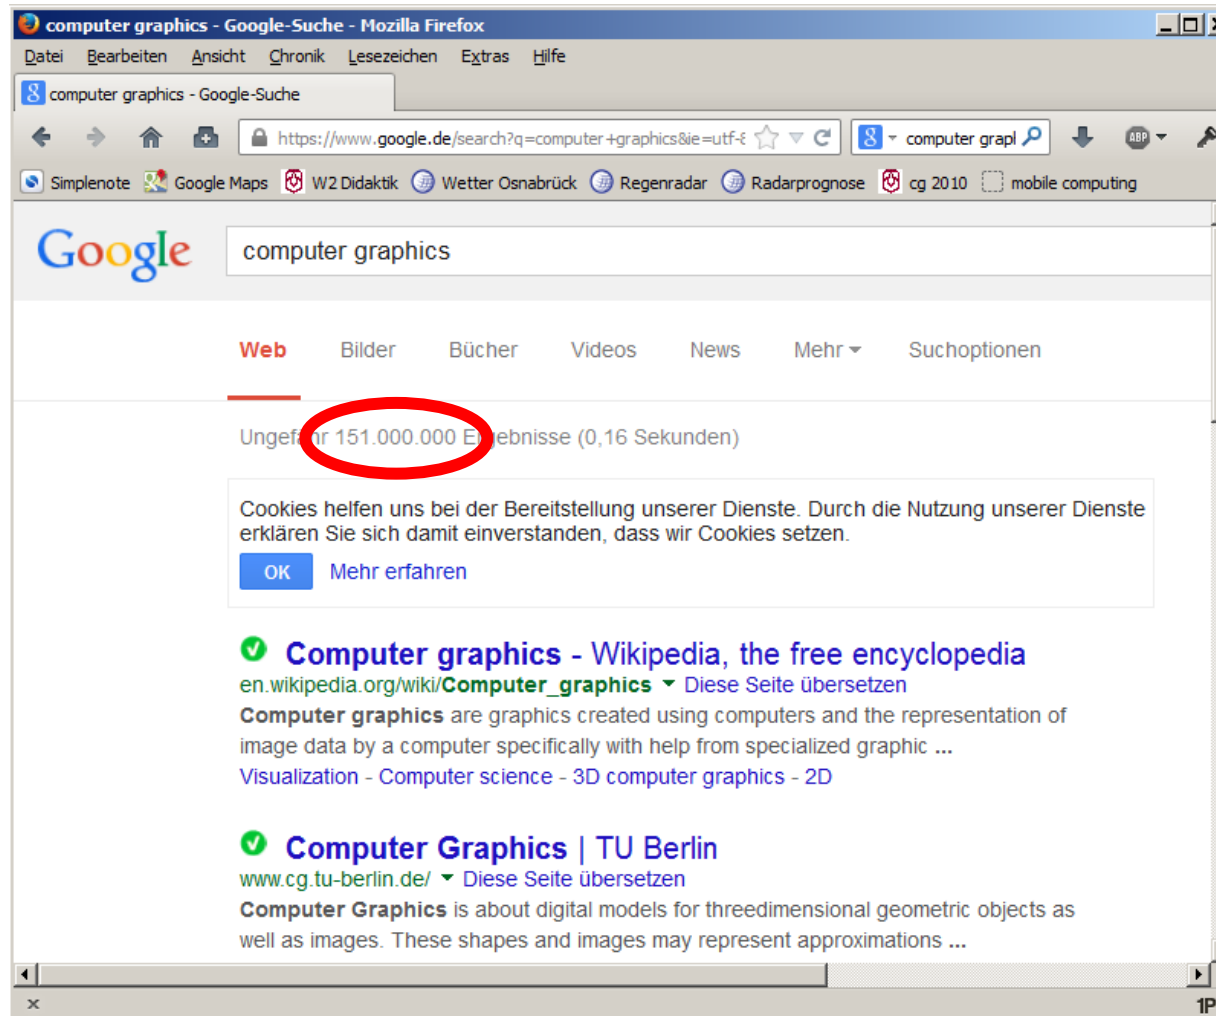 computer graphics - Google-Suche - Mozilla Firefox
Datei Bearbeiten Ansicht Chronik Lesezeichen Extras Hilfe
8 computer graphics - Google-Suche
https://www.google.de/search?q=computer+graphics&ie=utf-8 8 computer grapl ABP
Simplenote Google Maps W2 Didaktik Wetter Osnabrück Regenradar Radarprognose cg 2010 mobile computing
Google computer graphics
Web Bilder Bücher Videos News Mehr Suchoptionen
Ungefähr 151.000.000 Ergebnisse (0,16 Sekunden)
Cookies helfen uns bei der Bereitstellung unserer Dienste. Durch die Nutzung unserer Dienste
erklären Sie sich damit einverstanden, dass wir Cookies setzen.
OK Mehr erfahren
Computer graphics - Wikipedia, the free encyclopedia
en.wikipedia.org/wiki/Computer_graphics Diese Seite übersetzen
Computer graphics are graphics created using computers and the representation of
image data by a computer specifically with help from specialized graphic ...
Visualization - Computer science - 3D computer graphics - 2D
Computer Graphics | TU Berlin
www.cg.tu-berlin.de/ Diese Seite übersetzen
Computer Graphics is about digital models for threedimensional geometric objects as
well as images. These shapes and images may represent approximations ...
× 1P